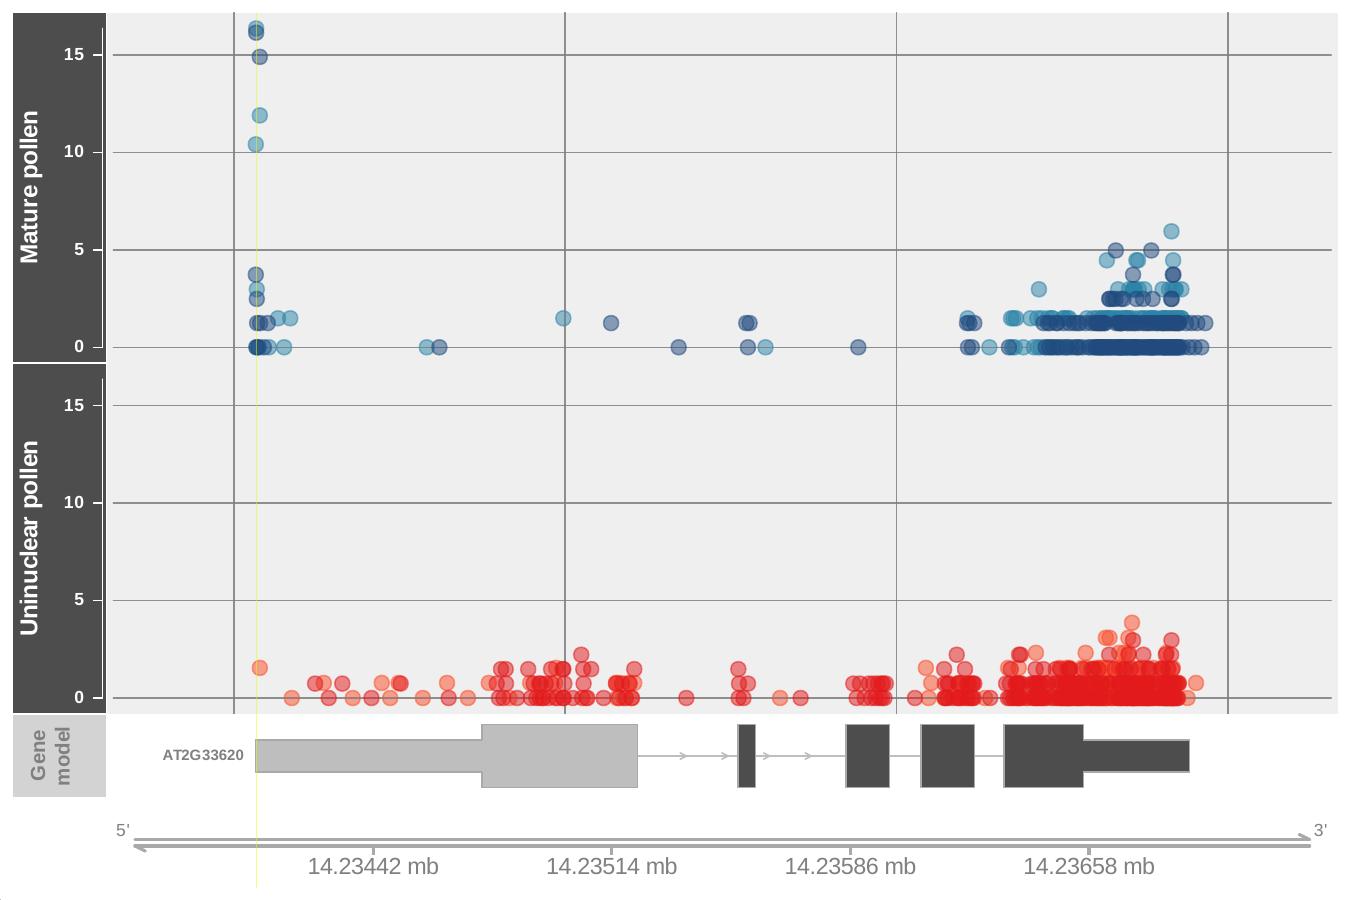 Mature pollen
15
10
5
0
Uninuclear pollen
15
10
5
0
Gene
model
AT2G33620
5'
3'
14.23442 mb
14.23514 mb
14.23586 mb
14.23658 mb